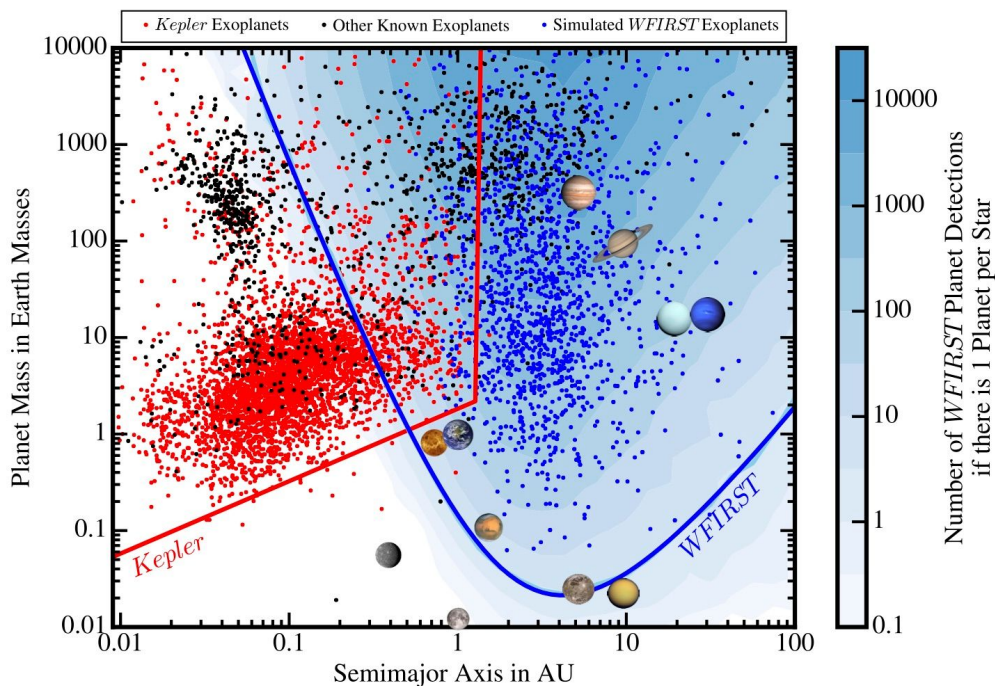 Kepler Exoplanets Other Known Exoplanets Simulated WFIRST Exoplanets
10000
1000
100
10
1
0.1
0.01
Planet Mass in Earth Masses
Kepler
WFIRST
0.01 0.1 1 10 100
Semimajor Axis in AU
10000
1000
100
10
1
0.1
Number of WFIRST Planet Detections
if there is 1 Planet per Star